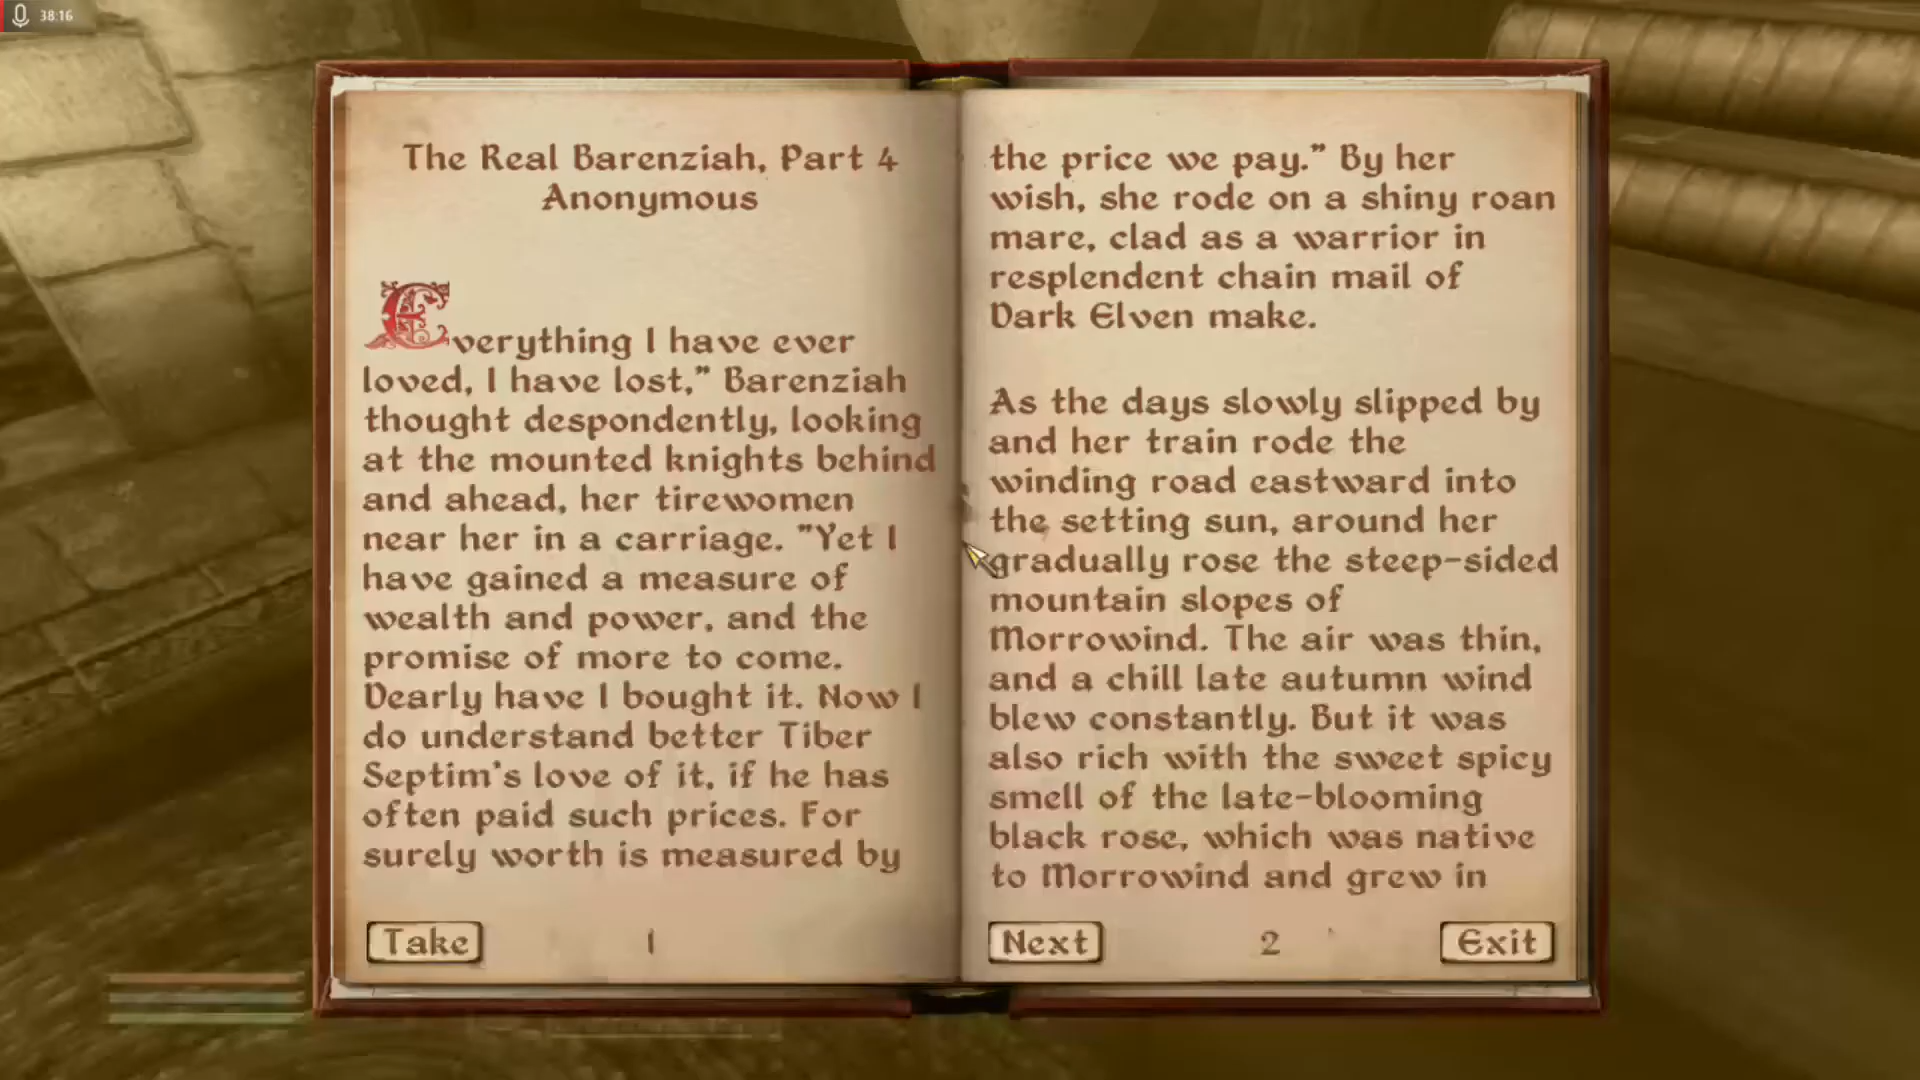 38:16
The Real Barenziah, Part 4
Anonymous
Everything I have ever
loved, I have lost," Barenziah
thought despondently, looking
at the mounted knights behind
and ahead, her tirewomen
near her in a carriage. "Yet I
have gained a measure of
wealth and power, and the
promise of more to come.
Dearly have I bought it. Now I
do understand better Tiber
Septim's love of it, if he has
often paid such prices. For
surely worth is measured by
Take
1
the price we pay." By her
wish, she rode on a shiny roan
mare, clad as a warrior in
resplendent chain mail of
Dark Elven make.
As the days slowly slipped by
and her train rode the
winding road eastward into
the setting sun, around her
gradually rose the steep-sided
mountain slopes of
Morrowind. The air was thin,
and a chill late autumn wind
blew constantly. But it was
also rich with the sweet spicy
smell of the late-blooming
black rose, which was native
to Morrowind and grew in
Next
2
Exit